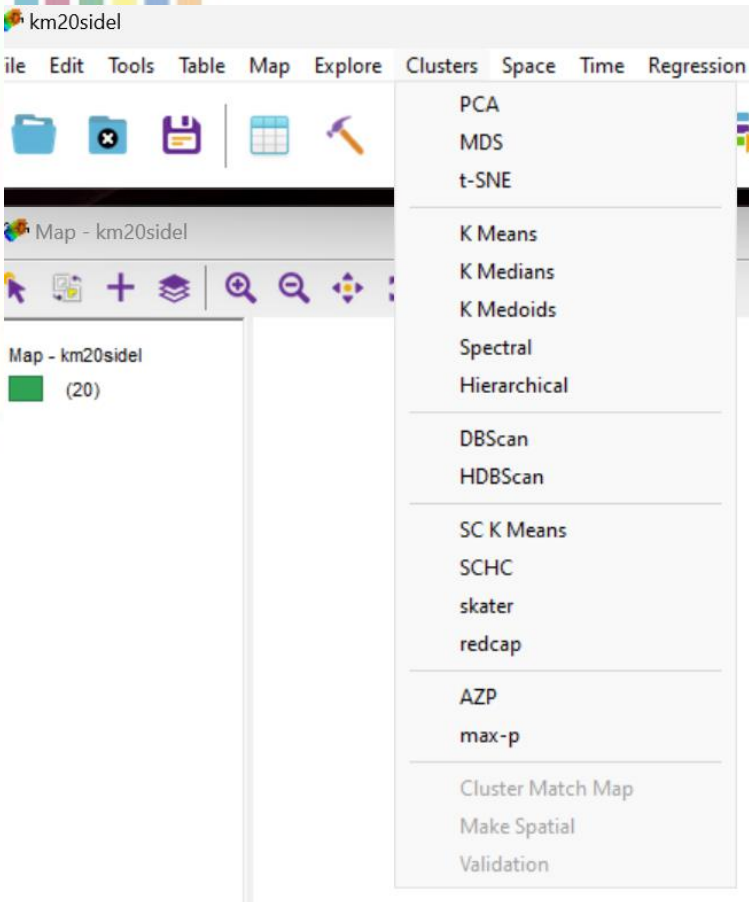 km20sidel
ile Edit Tools Table Map Explore Clusters Space Time Regression
PCA
MDS
t-SNE
Map - km20sidel
K Means
K Medians
K Medoids
Spectral
Hierarchical
Map - km20sidel
(20)
DBScan
HDBScan
SC K Means
SCHC
skater
redcap
AZP
max-p
Cluster Match Map
Make Spatial
Validation